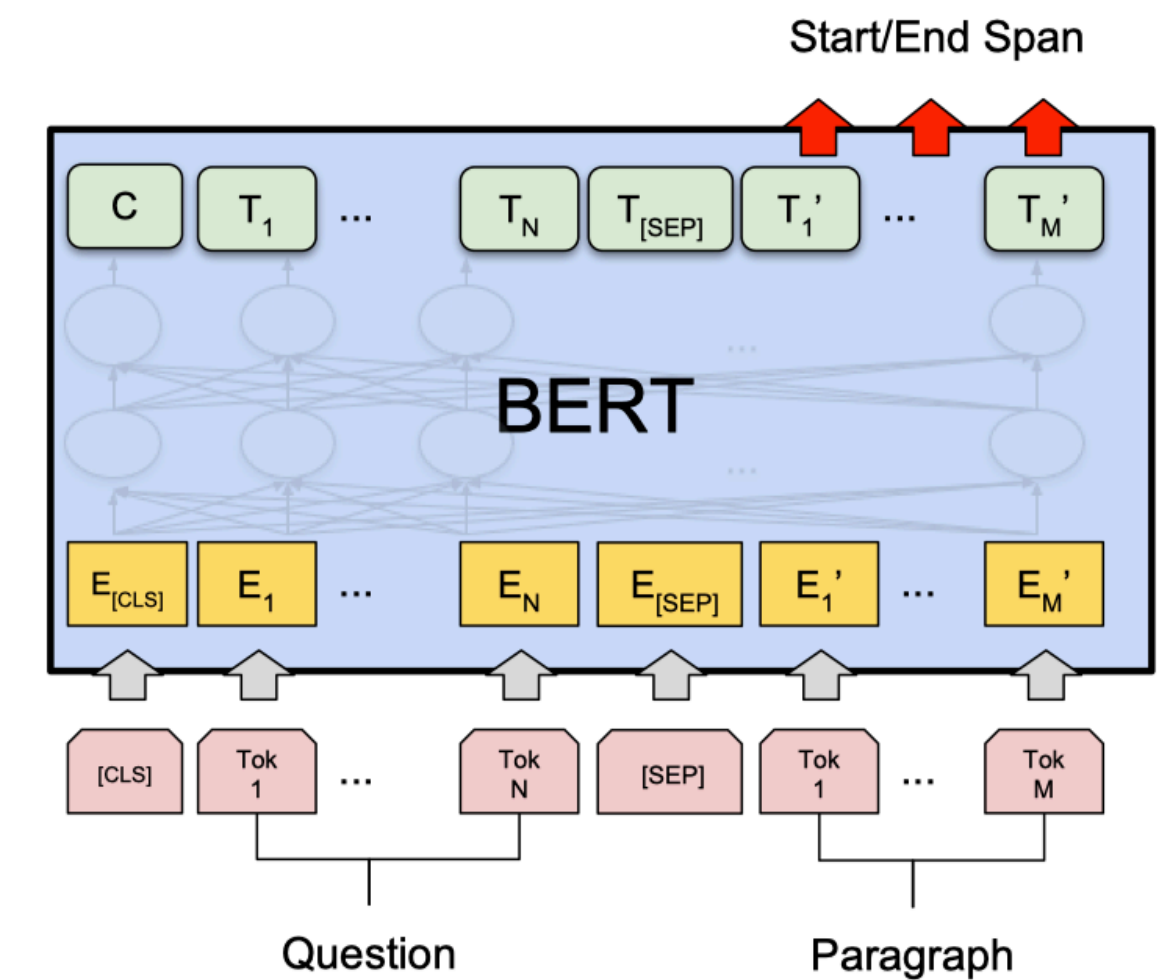 Start/End Span
C T1 ... TN T[SEP] T1' ... TM'
...
BERT
...
E[CLS] E1 ... EN E[SEP] E1' ... EM'
[CLS] Tok 1 ... Tok N [SEP] Tok 1 ... Tok M
Question Paragraph